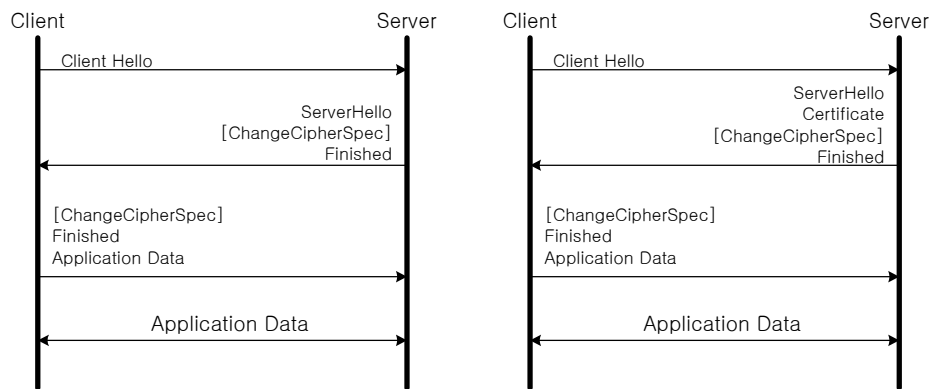 Client
Server
Client Hello
ServerHello
[ChangeCipherSpec]
Finished
[ChangeCipherSpec]
Finished
Application Data
Application Data
Client
Server
Client Hello
ServerHello
Certificate
[ChangeCipherSpec]
Finished
[ChangeCipherSpec]
Finished
Application Data
Application Data